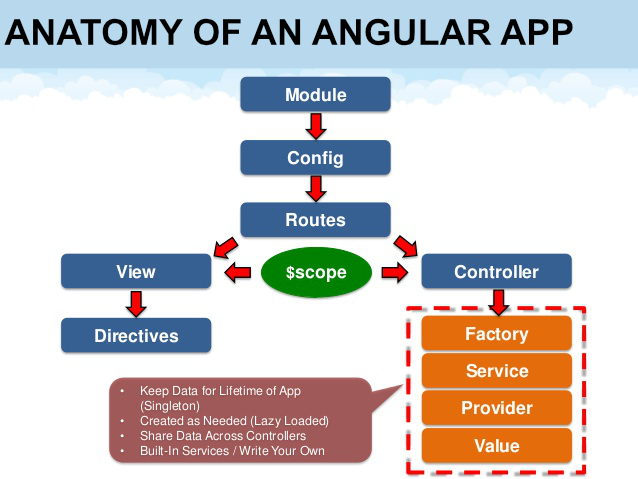 ANATOMY OF AN ANGULAR APP
Module
Config
Routes
View
$scope
Controller
Directives
Factory
Service
Provider
Value
• Keep Data for Lifetime of App
(Singleton)
• Created as Needed (Lazy Loaded)
• Share Data Across Controllers
• Built-In Services / Write Your Own